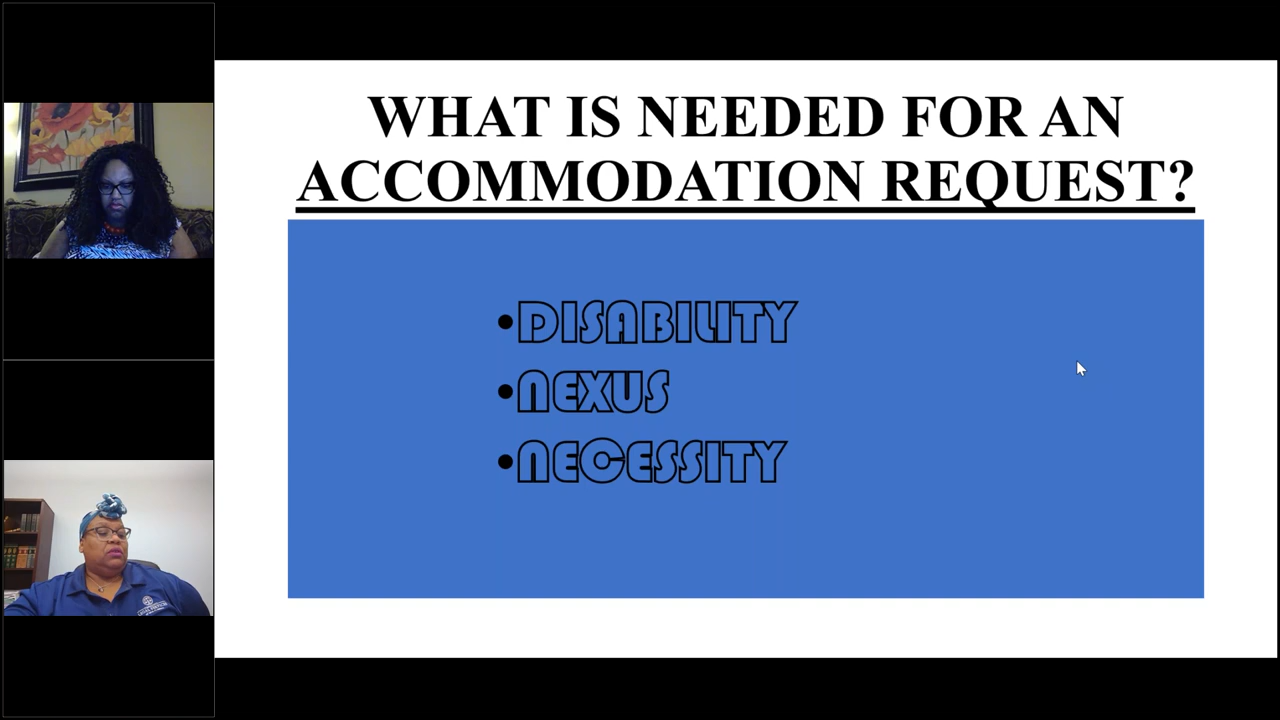 WHAT IS NEEDED FOR AN
ACCOMMODATION REQUEST?
•DISABILITY
•NEXUS
•NECESSITY